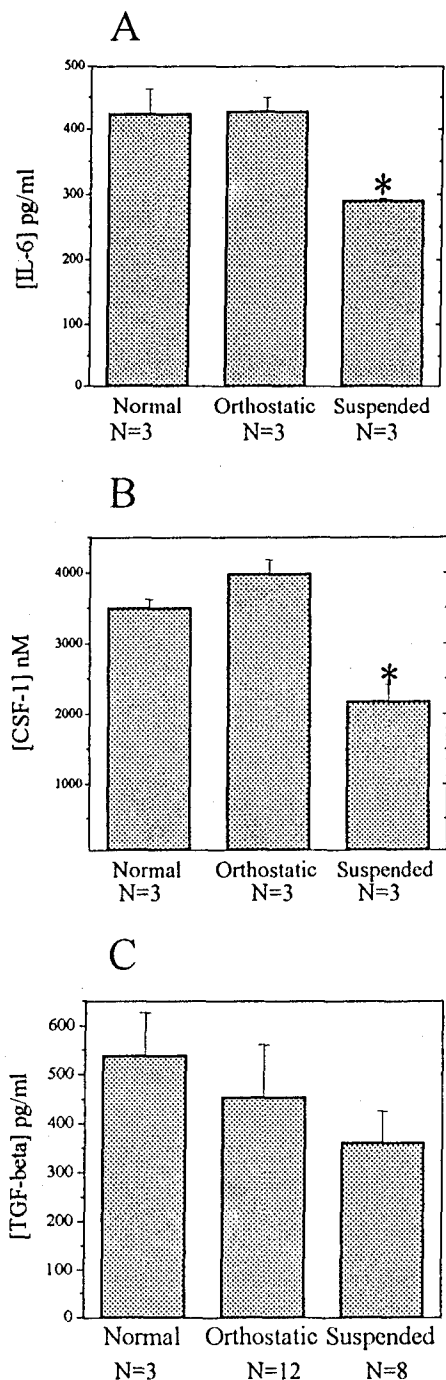 A
500
400
300
200
100
0
[IL-6] pg/ml
*
Normal Orthostatic Suspended
N=3 N=3 N=3
B
4000
3000
2000
1000
[CSF-1] nM
*
Normal Orthostatic Suspended
N=3 N=3 N=3
C
600
500
400
300
200
100
0
[TGF-beta] pg/ml
Normal Orthostatic Suspended
N=3 N=12 N=8